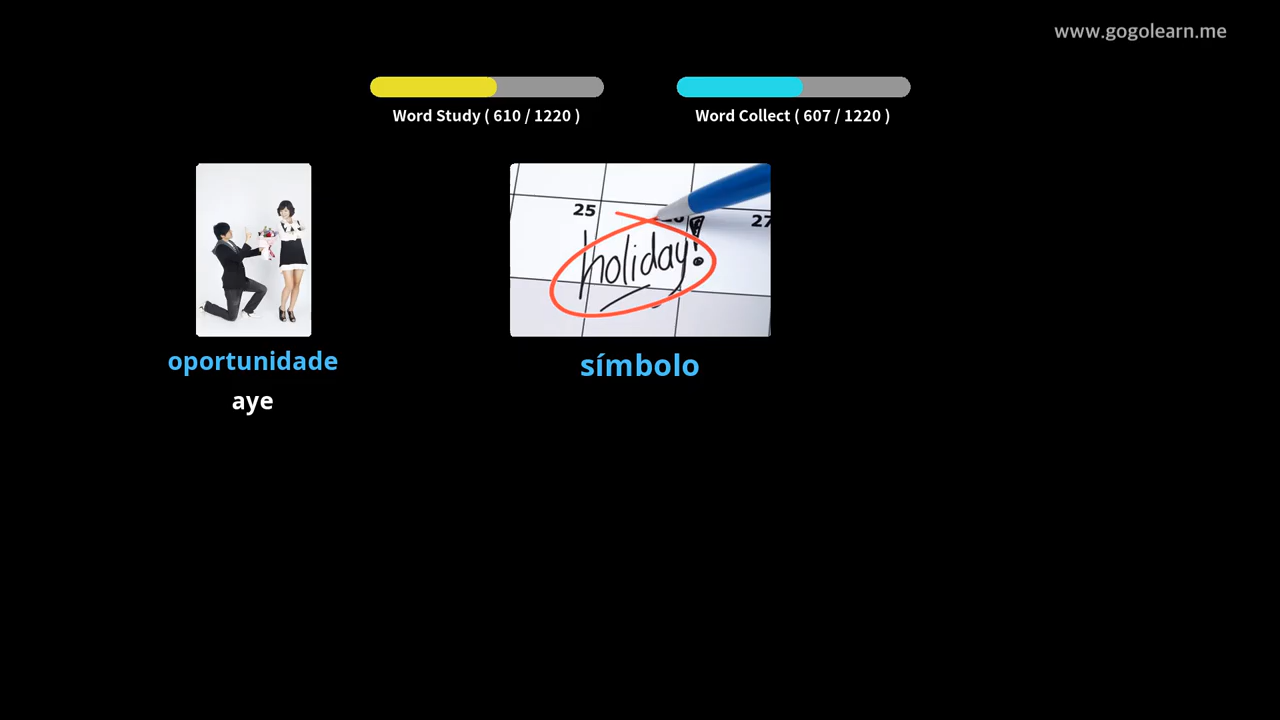 www.gogolearn.me
Word Study ( 610 / 1220 )
Word Collect ( 607 / 1220 )
25
27
holiday!
oportunidade
símbolo
aye